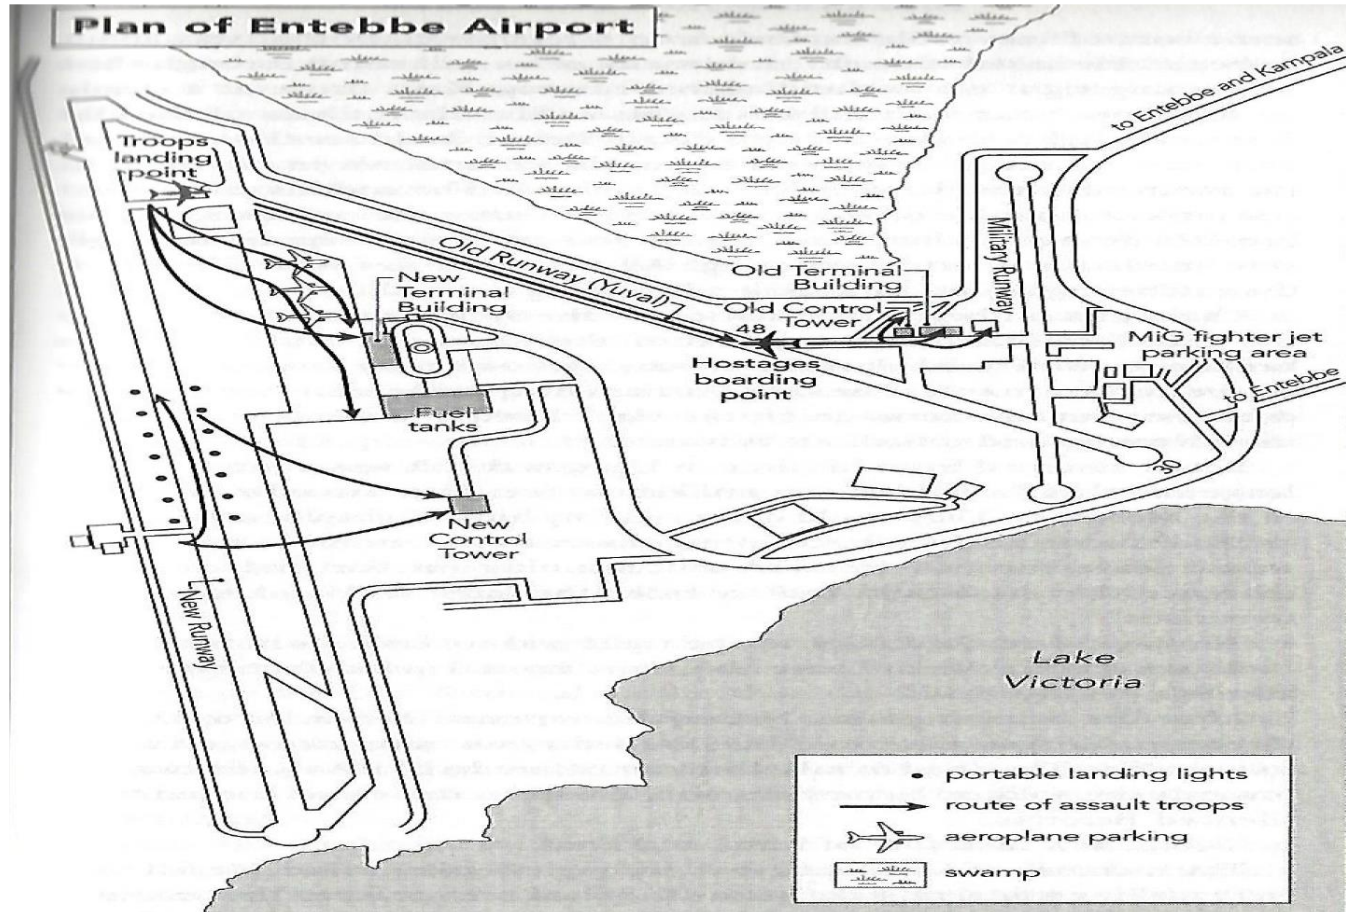 Plan of Entebbe Airport
to Entebbe and Kampala
Troops
landing
point
Military Runway
Old Runway (Yuval)
New
Terminal
Building
Old Terminal
Building
Old Control
Tower
48
Hostages
boarding
point
MiG fighter jet
parking area
to Entebbe
Fuel
tanks
30
New
Control
Tower
New Runway
Lake
Victoria
portable landing lights
route of assault troops
aeroplane parking
swamp